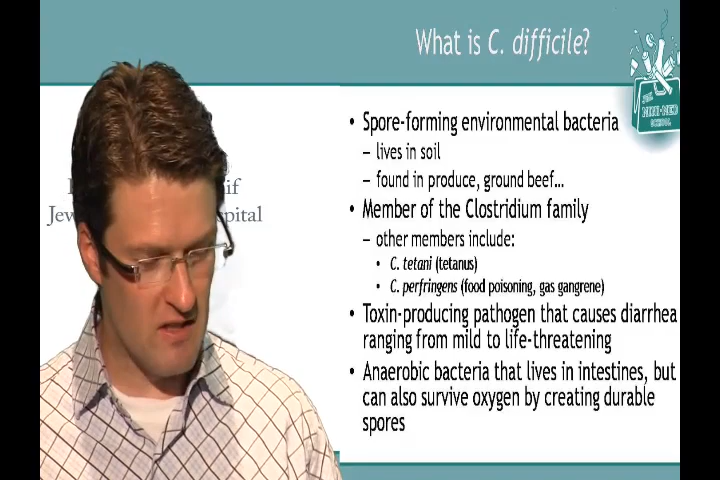 What is C. difficile?
• Spore-forming environmental bacteria
– lives in soil
– found in produce, ground beef...
• Member of the Clostridium family
– other members include:
• C. tetani (tetanus)
• C. perfringens (food poisoning, gas gangrene)
• Toxin-producing pathogen that causes diarrhea
ranging from mild to life-threatening
• Anaerobic bacteria that lives in intestines, but
can also survive oxygen by creating durable
spores